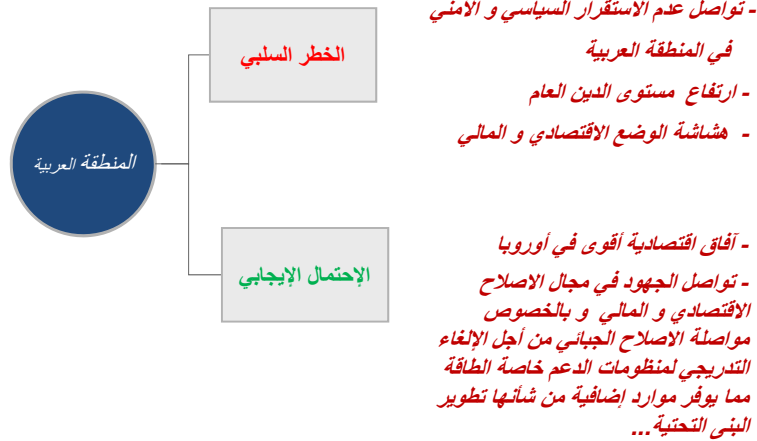 - تواصل عدم الاستقرار السياسي و الامني
في المنطقة العربية
الخطر السلبي
- ارتفاع مستوى الدين العام
- هشاشة الوضع الاقتصادي و المالي
المنطقة العربية
- آفاق اقتصادية أقوى في أوروبا
الإحتمال الإيجابي
- تواصل الجهود في مجال الاصلاح
الاقتصادي و المالي و بالخصوص
مواصلة الاصلاح الجبائي من أجل الإلغاء
التدريجي لمنظومات الدعم خاصة الطاقة
مما يوفر موارد إضافية من شأنها تطوير
البنى التحتية...